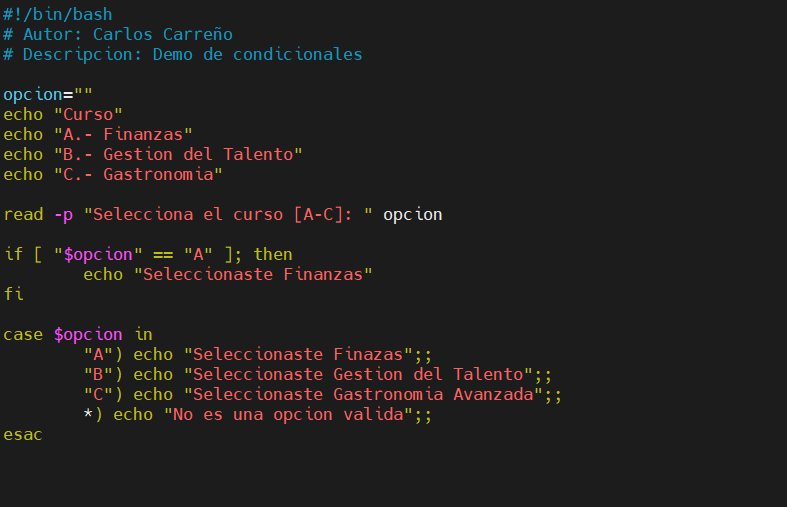 #!/bin/bash
# Autor: Carlos Carreño
# Descripcion: Demo de condicionales
opcion=""
echo "Curso"
echo "A.- Finanzas"
echo "B.- Gestion del Talento"
echo "C.- Gastronomia"
read -p "Selecciona el curso [A-C]: " opcion
if [ "$opcion" == "A" ]; then
        echo "Seleccionaste Finanzas"
fi
case $opcion in
        "A") echo "Seleccionaste Finazas";;
        "B") echo "Seleccionaste Gestion del Talento";;
        "C") echo "Seleccionaste Gastronomia Avanzada";;
        *) echo "No es una opcion valida";;
esac